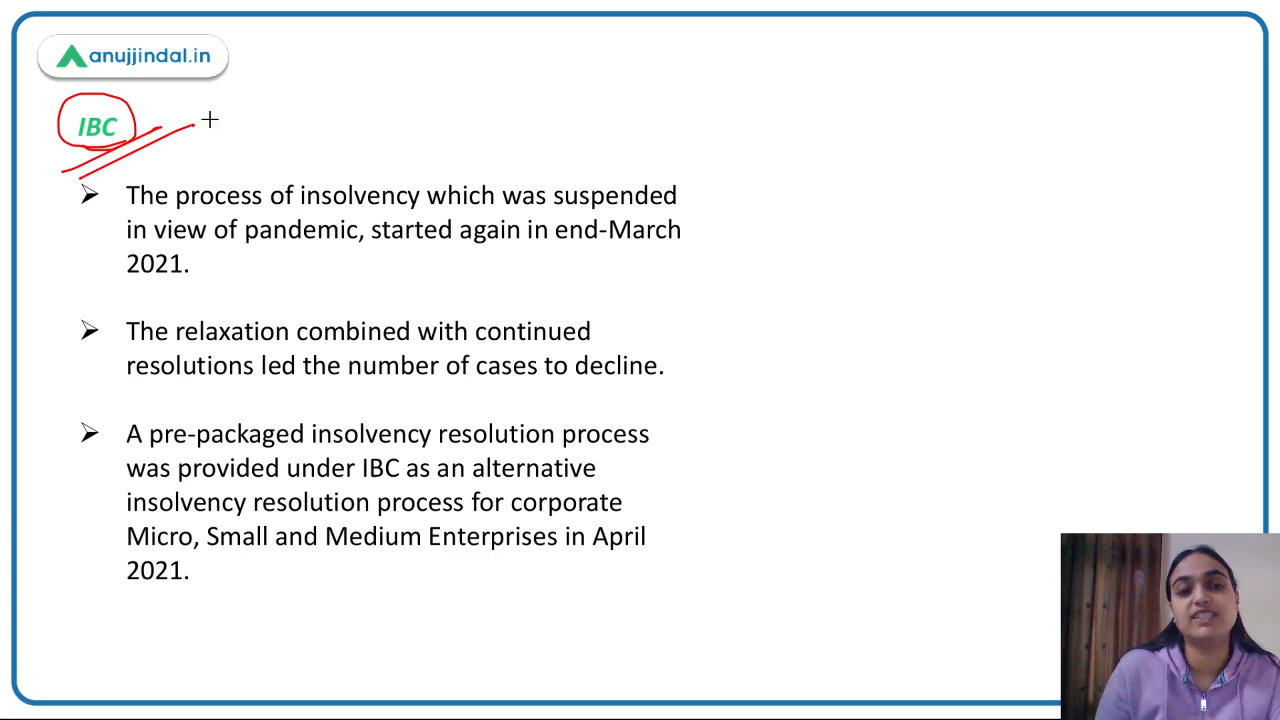 anujjindal.in
IBC
The process of insolvency which was suspended
in view of pandemic, started again in end-March
2021.
The relaxation combined with continued
resolutions led the number of cases to decline.
A pre-packaged insolvency resolution process
was provided under IBC as an alternative
insolvency resolution process for corporate
Micro, Small and Medium Enterprises in April
2021.